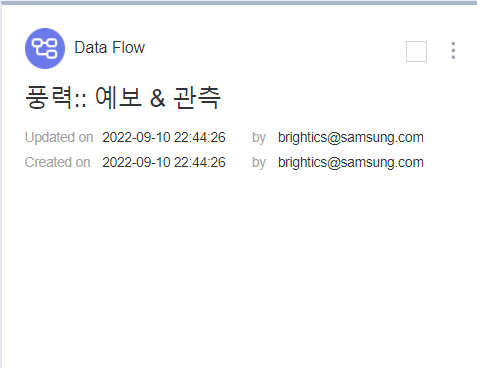 Data Flow
풍력:: 예보 & 관측
Updated on 2022-09-10 22:44:26 by brightics@samsung.com
Created on 2022-09-10 22:44:26 by brightics@samsung.com